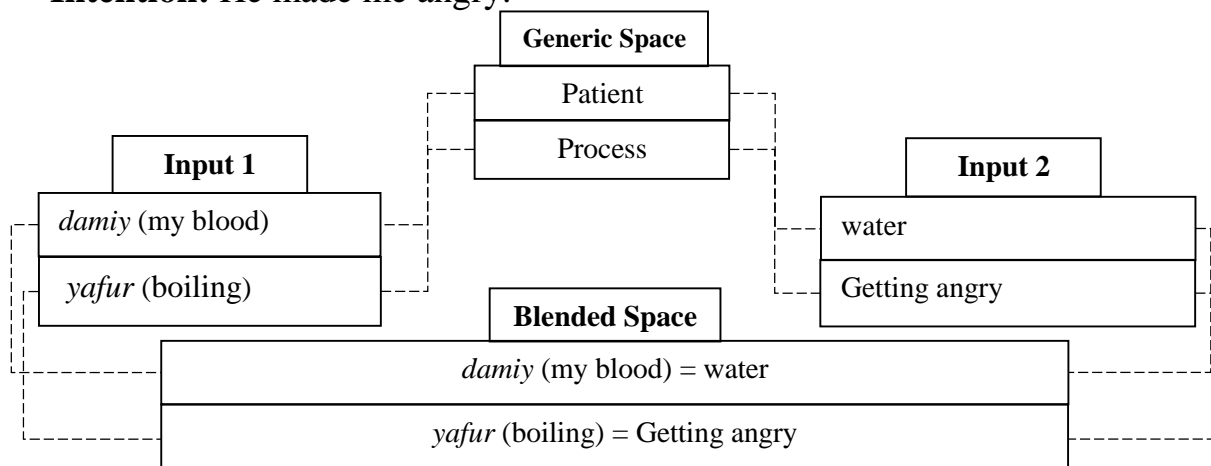 Intention: He made me angry.
Generic Space
Patient
Process
Input 1
damiy (my blood)
yafur (boiling)
Input 2
water
Getting angry
Blended Space
damiy (my blood) = water
yafur (boiling) = Getting angry